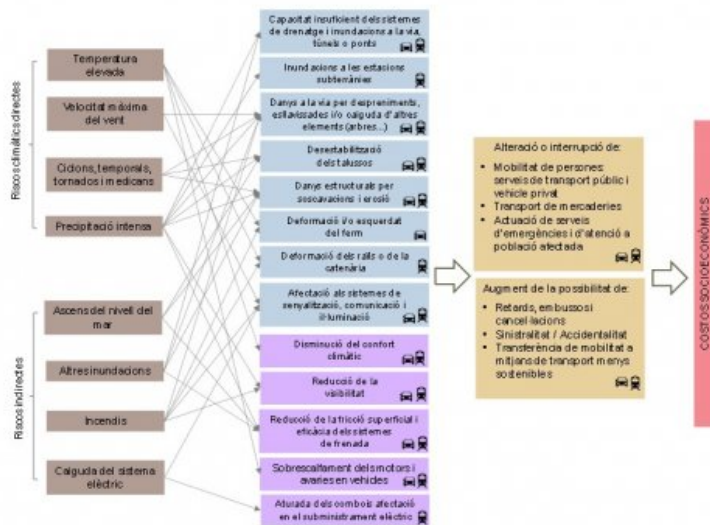 Riscos climàtics directes
Temperatura
elevada
Velocitat màxima
del vent
Ciclons, temporals,
tornados i medicans
Precipitació intensa
Riscos indirectes
Ascens del nivell del
mar
Altres inundacions
Incendis
Caiguda del sistema
elèctric
Capacitat insuficient dels sistemes
de drenatge i inundacions a la via,
túnels o ponts
Inundacions a les estacions
subterrànies
Danys a la via per despreniments,
esllavissades i/o caiguda d'altres
elements (arbres...)
Desestabilització
dels talussos
Danys estructurals per
soscavacions i erosió
Deformació i/o esquerdat
del ferm
Deformació dels raïls o de la
catenària
Afectació als sistemes de
senyalització, comunicació i
il·luminació
Disminució del confort
climàtic
Reducció de la
visibilitat
Reducció de la fricció superficial i
eficàcia dels sistemes
de frenada
Sobrescalfament dels motors i
avaries en vehicles
Aturada dels combois afectació
en el subministrament elèctric
Alteració o interrupció de:
• Mobilitat de persones:
serveis de transport públic i
vehicle privat
• Transport de mercaderies
• Actuació de serveis
d'emergències i d'atenció a
població afectada
Augment de la possibilitat de:
• Retards, embussos i
cancel·lacions
• Sinistralitat / Accidentalitat
• Transferència de mobilitat a
mitjans de transport menys
sostenibles
COSTOS SOCIOECONÒMICS